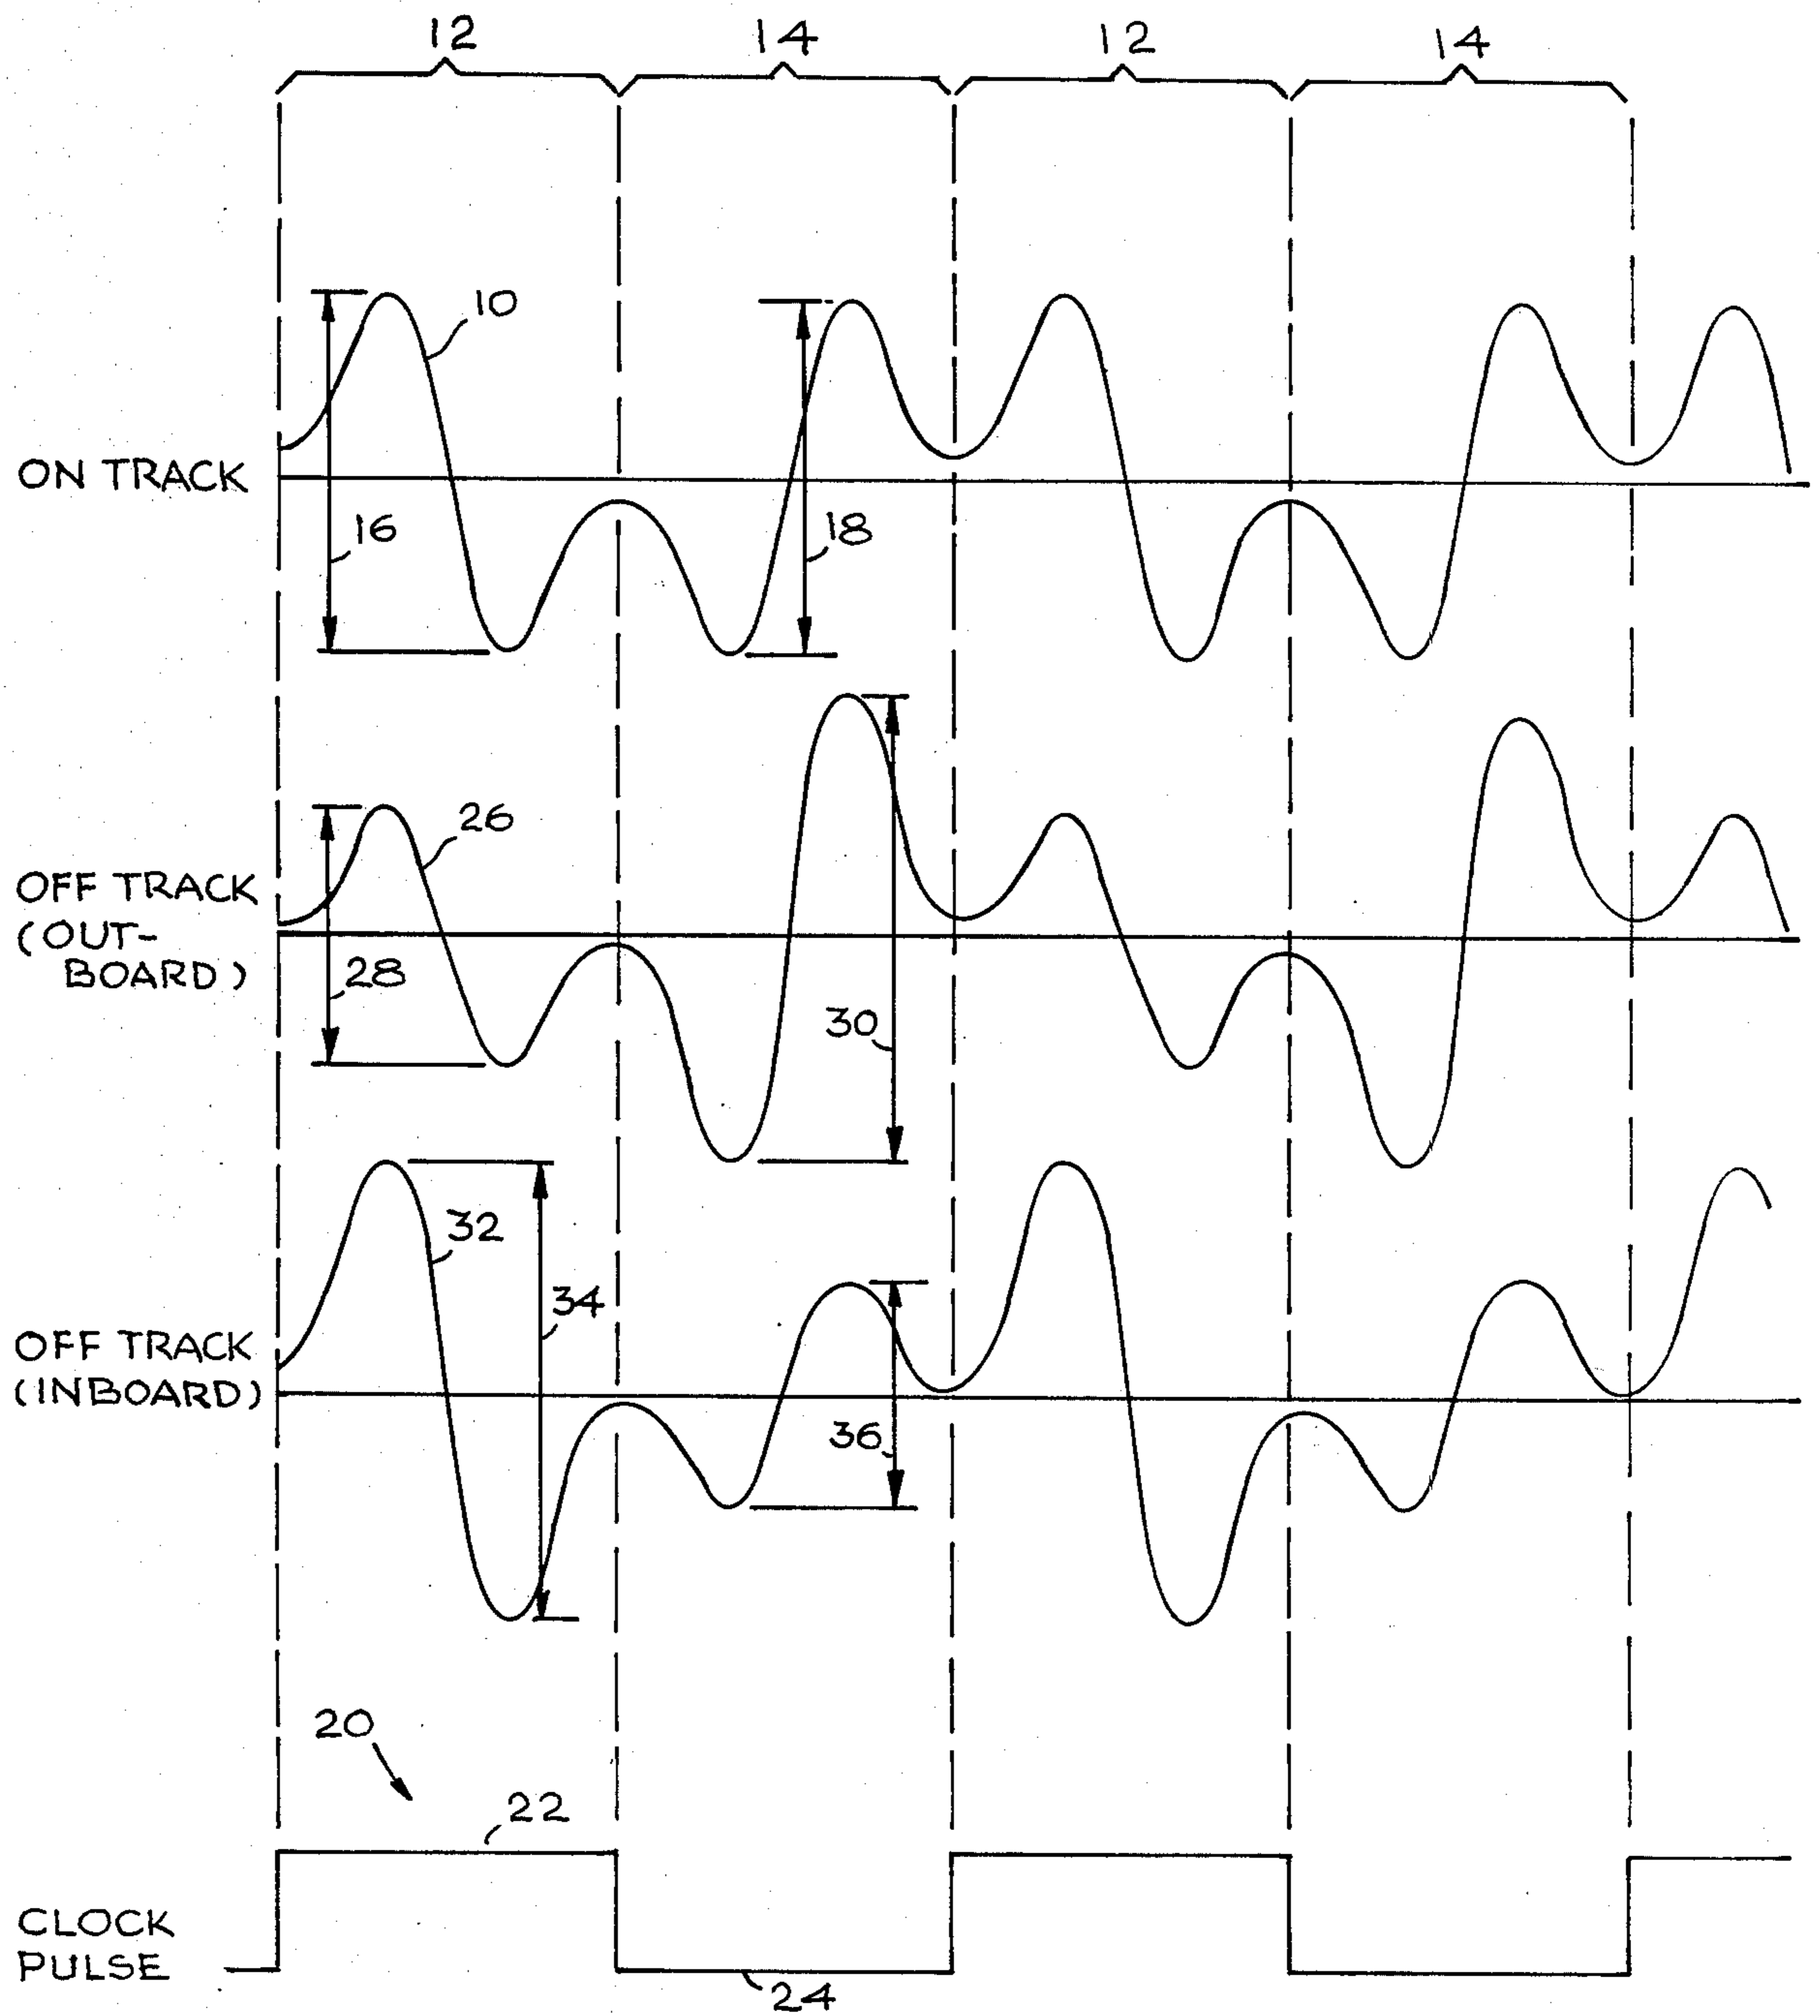 12 14 12 14
10
ON TRACK
16 18
26
OFF TRACK
(OUT-
BOARD)
28
30
32
34
OFF TRACK
(INBOARD)
36
20
22
CLOCK
PULSE
24